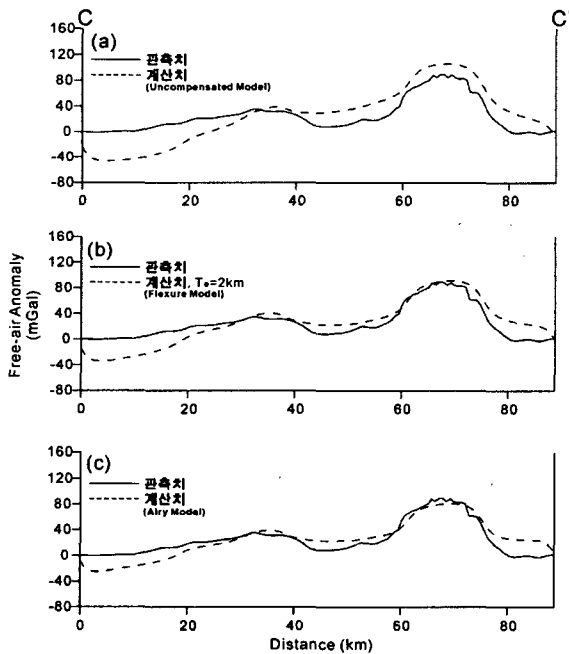 C C'
(a)
관측치
계산치
(Uncompensated Model)
160
120
80
40
0
-40
-80
0 20 40 60 80
(b)
관측치
계산치, Te=2km
(Flexure Model)
160
120
80
40
0
-40
-80
0 20 40 60 80
Free-air Anomaly
(mGal)
(c)
관측치
계산치
(Airy Model)
160
120
80
40
0
-40
-80
0 20 40 60 80
Distance (km)